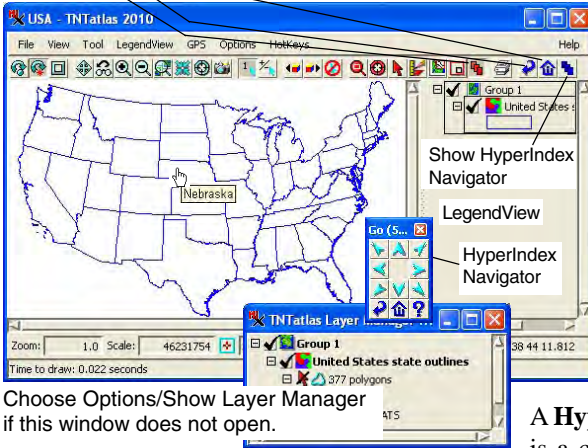 USA - TNTatlas 2010
File View Tool LegendView GPS Options HotKeys Help
Group 1
United States s
Show HyperIndex
Navigator
LegendView
Nebraska
Go (S...
HyperIndex
Navigator
TNTatlas Layer Manager
Group 1
United States state outlines
377 polygons
ATS
Zoom: 1.0 Scale: 46231754 38 44 11.812
Time to draw: 0.022 seconds
Choose Options/Show Layer Manager
if this window does not open.
A Hy
is a c